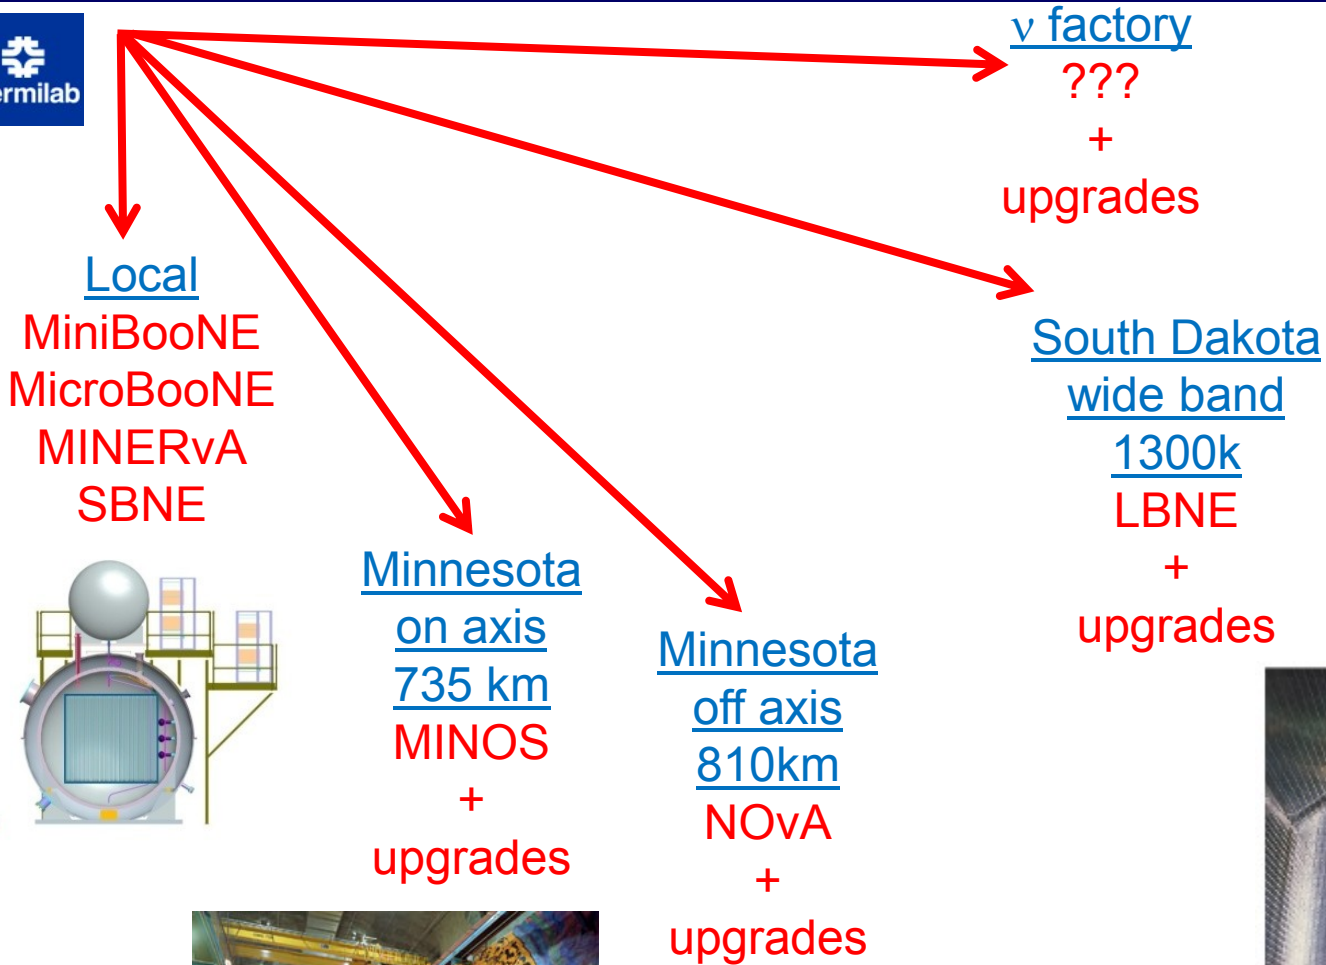 ermilab
ν factory
???
+
upgrades
Local
MiniBooNE
MicroBooNE
MINERvA
SBNE
Minnesota
on axis
735 km
MINOS
+
upgrades
Minnesota
off axis
810km
NOvA
+
upgrades
South Dakota
wide band
1300k
LBNE
+
upgrades